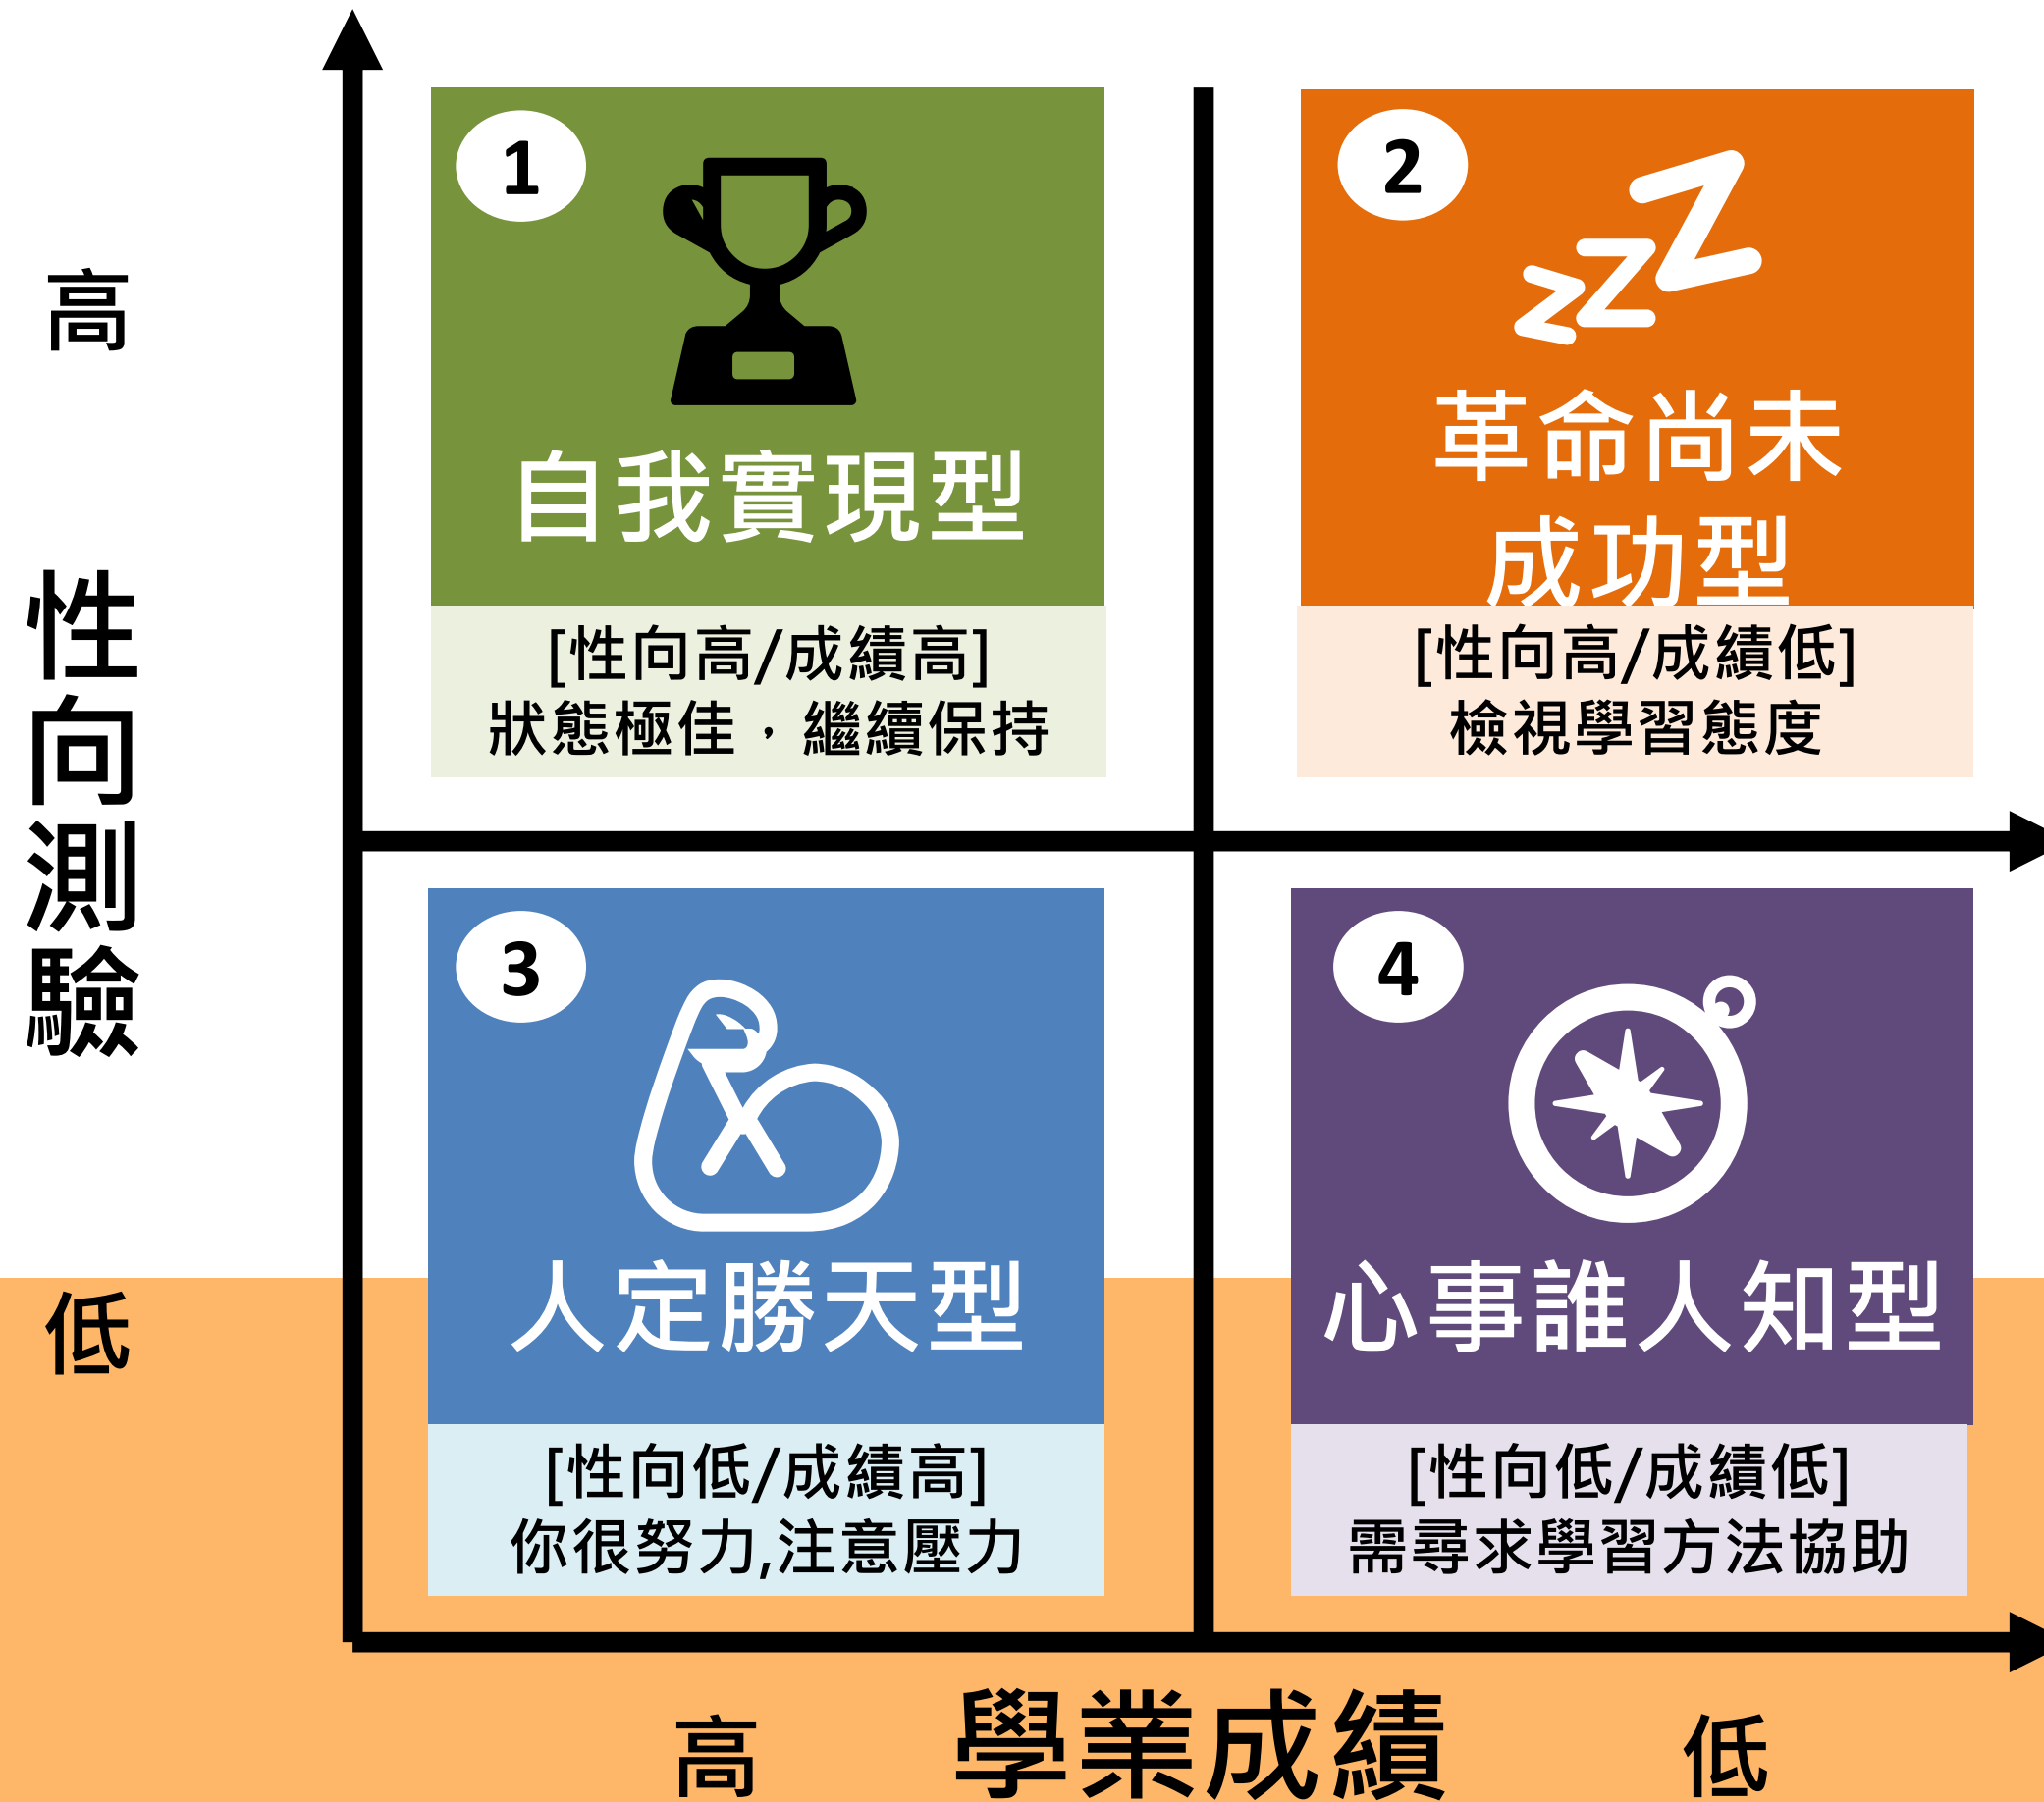 高
性向測驗
低
1
自我實現型
[性向高/成績高]
狀態極佢，繼續保持
2
革命尚未
成功型
[性向高/成績低]
檢視學習態度
3
人定勝天型
[性向低/成績高]
你很努力,注意壓力
4
心事誰人知型
[性向低/成績低]
需尋求學習方法協助
高
學業成績
低